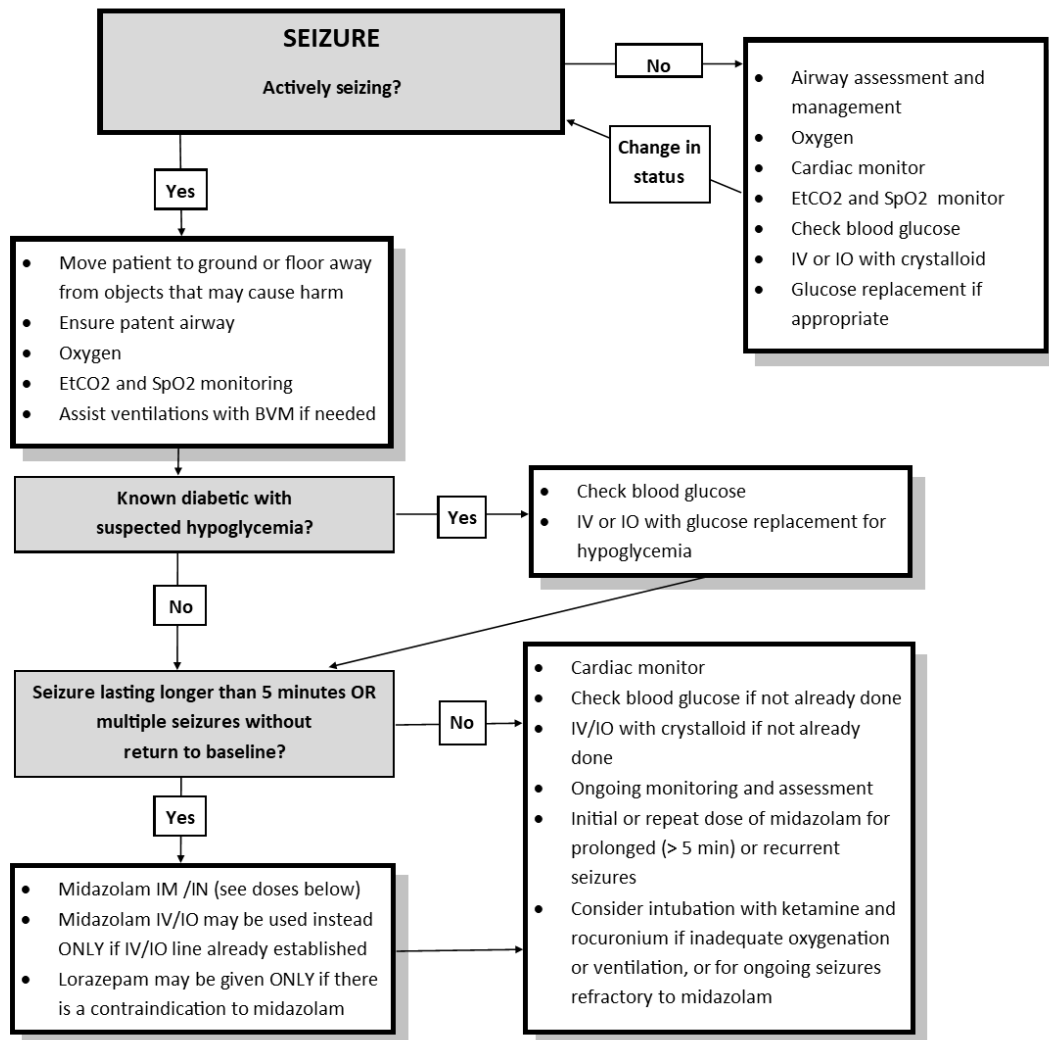 SEIZURE
Actively seizing?
No
• Airway assessment and
management
• Oxygen
• Cardiac monitor
• EtCO2 and SpO2 monitor
• Check blood glucose
• IV or IO with crystalloid
• Glucose replacement if
appropriate
Change in
status
Yes
• Move patient to ground or floor away
from objects that may cause harm
• Ensure patent airway
• Oxygen
• EtCO2 and SpO2 monitoring
• Assist ventilations with BVM if needed
Known diabetic with
suspected hypoglycemia?
Yes
• Check blood glucose
• IV or IO with glucose replacement for
hypoglycemia
No
Seizure lasting longer than 5 minutes OR
multiple seizures without
return to baseline?
No
• Cardiac monitor
• Check blood glucose if not already done
• IV/IO with crystalloid if not already
done
• Ongoing monitoring and assessment
• Initial or repeat dose of midazolam for
prolonged (> 5 min) or recurrent
seizures
• Consider intubation with ketamine and
rocuronium if inadequate oxygenation
or ventilation, or for ongoing seizures
refractory to midazolam
Yes
• Midazolam IM /IN (see doses below)
• Midazolam IV/IO may be used instead
ONLY if IV/IO line already established
• Lorazepam may be given ONLY if there
is a contraindication to midazolam